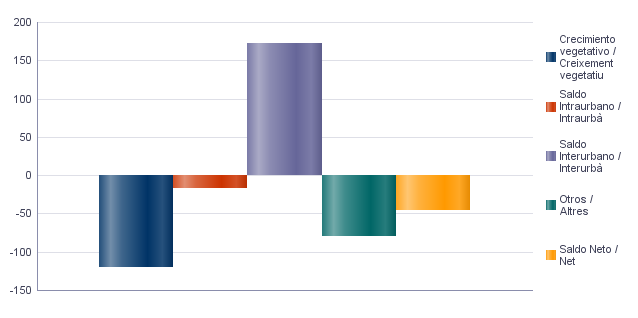 200
150
100
50
0
-50
-100
-150
Crecimiento
vegetativo /
Creixement
vegetatiu
Saldo
Intraurbano /
Intraurbà
Saldo
Interurbano /
Interurbà
Otros /
Altres
Saldo Neto /
Net